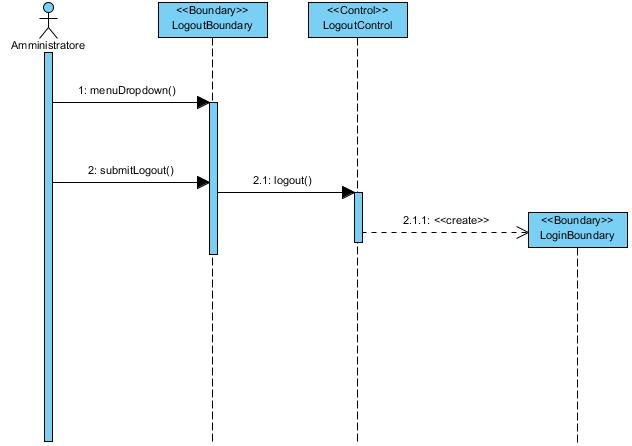 <<Boundary>>
LogoutBoundary
<<Control>>
LogoutControl
Amministratore
1: menuDropdown()
2: submitLogout()
2.1: logout()
2.1.1: <<create>>
<<Boundary>>
LoginBoundary